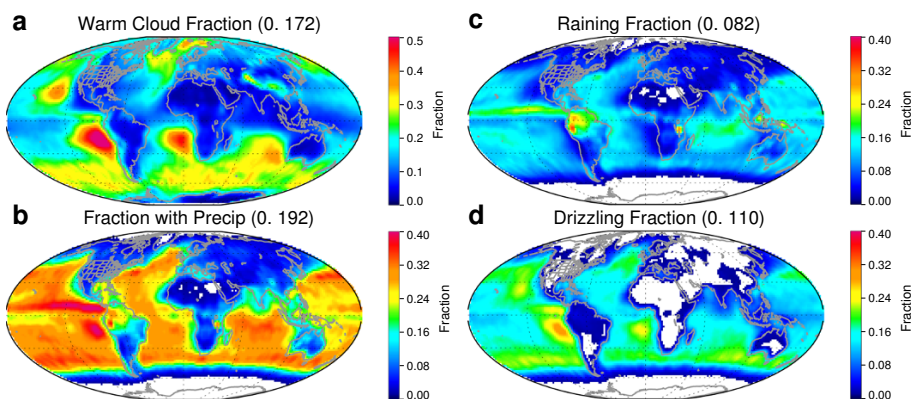 a
Warm Cloud Fraction (0. 172)
0.5
0.4
0.3
0.2
0.1
0.0
Fraction
c
Raining Fraction (0. 082)
0.40
0.32
0.24
0.16
0.08
0.00
Fraction
b
Fraction with Precip (0. 192)
0.40
0.32
0.24
0.16
0.08
0.00
Fraction
d
Drizzling Fraction (0. 110)
0.40
0.32
0.24
0.16
0.08
0.00
Fraction